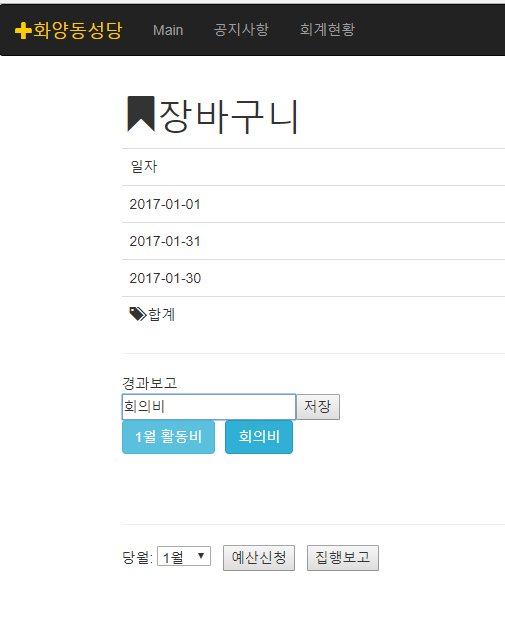 화양동성당 Main 공지사항 회계현황
장바구니
일자
2017-01-01
2017-01-31
2017-01-30
합계
경과보고
회의비 저장
1월 활동비 회의비
당월: 1월 예산신청 집행보고